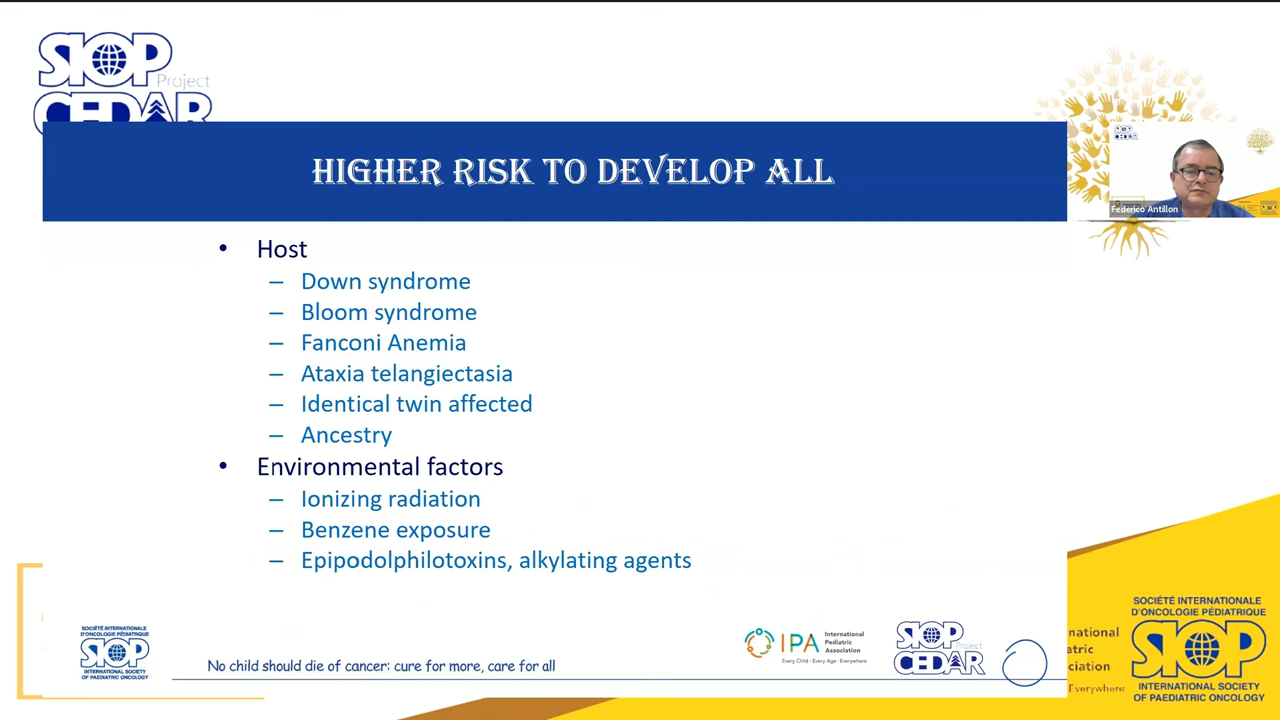 SIOP
Project
CEDAR
HIGHER RISK TO DEVELOP ALL
SIOP
CEDAR
Federico Antillon
• Host
– Down syndrome
– Bloom syndrome
– Fanconi Anemia
– Ataxia telangiectasia
– Identical twin affected
– Ancestry
• Environmental factors
– Ionizing radiation
– Benzene exposure
– Epipodolphilotoxins, alkylating agents
SOCIÉTÉ INTERNATIONALE
D'ONCOLOGIE PÉDIATRIQUE
SIOP
INTERNATIONAL SOCIETY
OF PAEDIATRIC ONCOLOGY
No child should die of cancer: cure for more, care for all
IPA
International
Pediatric
Association
Every Child · Every Age · Everywhere
SIOP
Project
CEDAR
national
atric
ciation
Everywhere
SOCIÉTÉ INTERNATIONALE
D'ONCOLOGIE PÉDIATRIQUE
SIOP
INTERNATIONAL SOCIETY
OF PAEDIATRIC ONCOLOGY